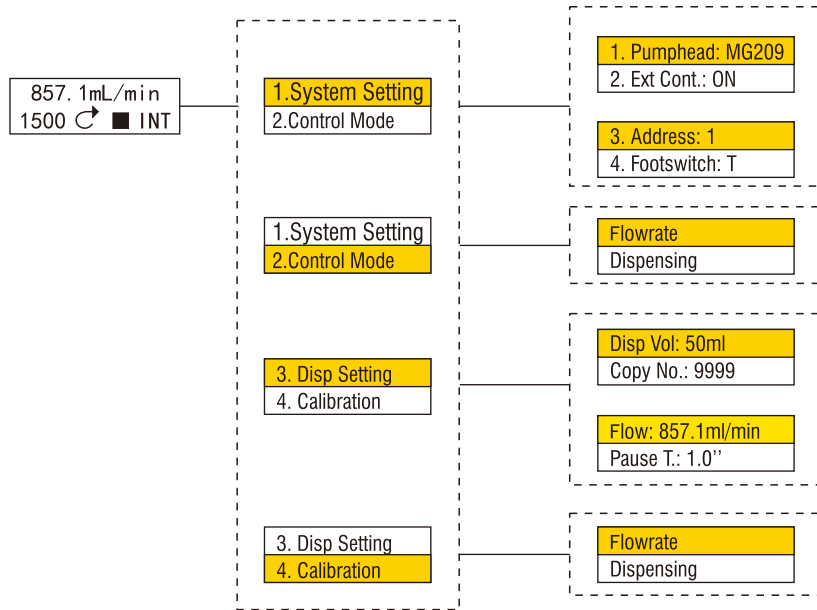 857.1mL/min
1500 ■ INT
1.System Setting
2.Control Mode
1. Pumphead: MG209
2. Ext Cont.: ON
3. Address: 1
4. Footswitch: T
1.System Setting
2.Control Mode
Flowrate
Dispensing
3. Disp Setting
4. Calibration
Disp Vol: 50ml
Copy No.: 9999
Flow: 857.1ml/min
Pause T.: 1.0’’
3. Disp Setting
4. Calibration
Flowrate
Dispensing